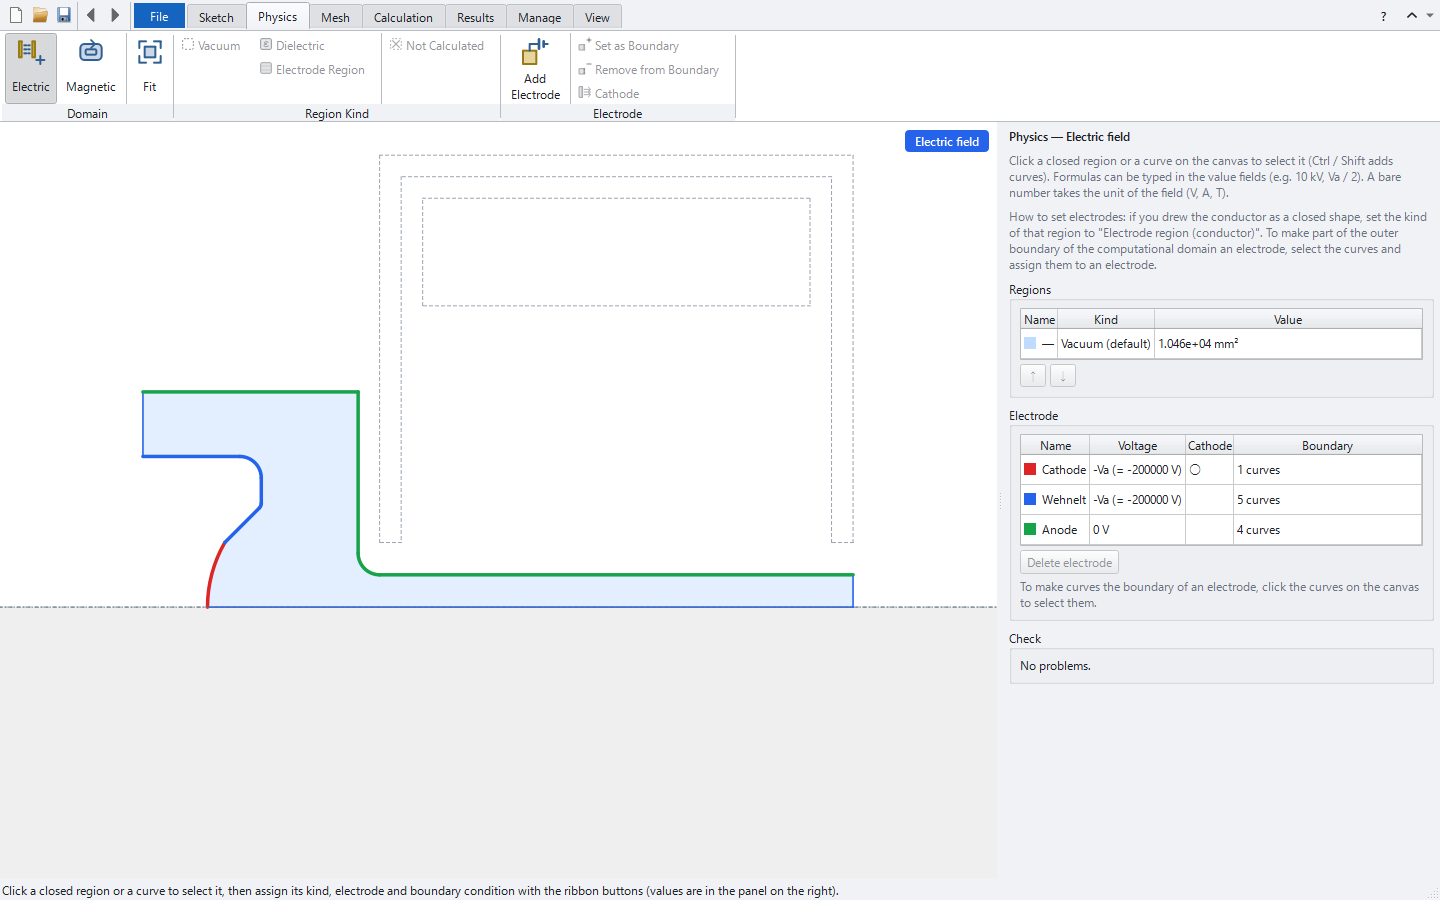 File
Sketch
Physics
Mesh
Calculation
Results
Manage
View
?
Electric
Magnetic
Fit
Vacuum
Dielectric
Electrode Region
Not Calculated
Add
Electrode
Set as Boundary
Remove from Boundary
Cathode
Domain
Region Kind
Electrode
Electric field
Physics — Electric field
Click a closed region or a curve on the canvas to select it (Ctrl / Shift adds
curves). Formulas can be typed in the value fields (e.g. 10 kV, Va / 2). A bare
number takes the unit of the field (V, A, T).
How to set electrodes: if you drew the conductor as a closed shape, set the kind
of that region to "Electrode region (conductor)". To make part of the outer
boundary of the computational domain an electrode, select the curves and
assign them to an electrode.
Regions
Name Kind Value
— Vacuum (default) 1.046e+04 mm²
↑ ↓
Electrode
Name Voltage Cathode Boundary
Cathode -Va (= -200000 V) ○ 1 curves
Wehnelt -Va (= -200000 V) 5 curves
Anode 0 V 4 curves
Delete electrode
To make curves the boundary of an electrode, click the curves on the canvas
to select them.
Check
No problems.
Click a closed region or a curve to select it, then assign its kind, electrode and boundary condition with the ribbon buttons (values are in the panel on the right).